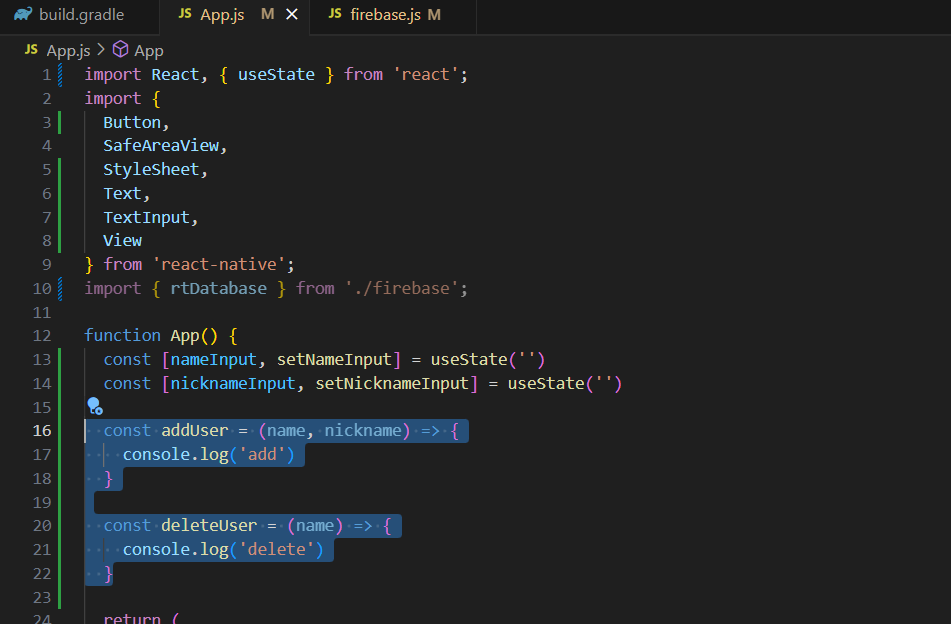 build.gradle
JS App.js M
JS firebase.js M
JS App.js > App
1 import React, { useState } from 'react';
2 import {
3 Button,
4 SafeAreaView,
5 StyleSheet,
6 Text,
7 TextInput,
8 View
9 } from 'react-native';
10 import { rtDatabase } from './firebase';
11
12 function App() {
13 const [nameInput, setNameInput] = useState('')
14 const [nicknameInput, setNicknameInput] = useState('')
15
16 const addUser = (name, nickname) => {
17 console.log('add')
18 }
19
20 const deleteUser = (name) => {
21 console.log('delete')
22 }
23
24 return (